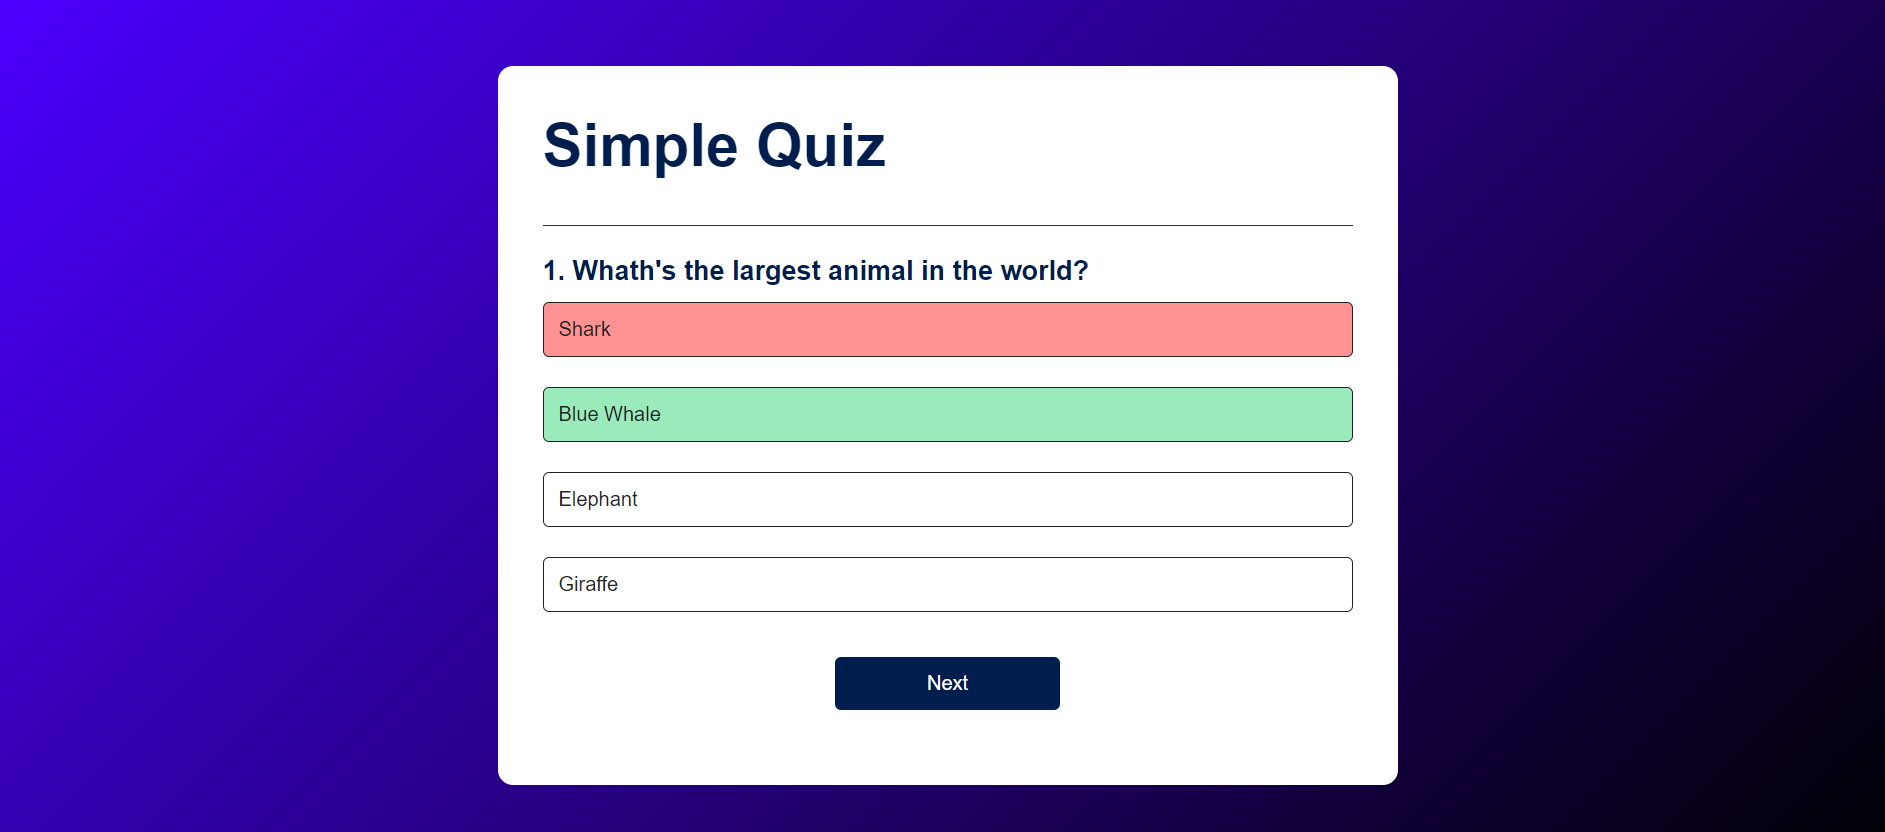 Simple Quiz
1. Whath's the largest animal in the world?
Shark
Blue Whale
Elephant
Giraffe
Next